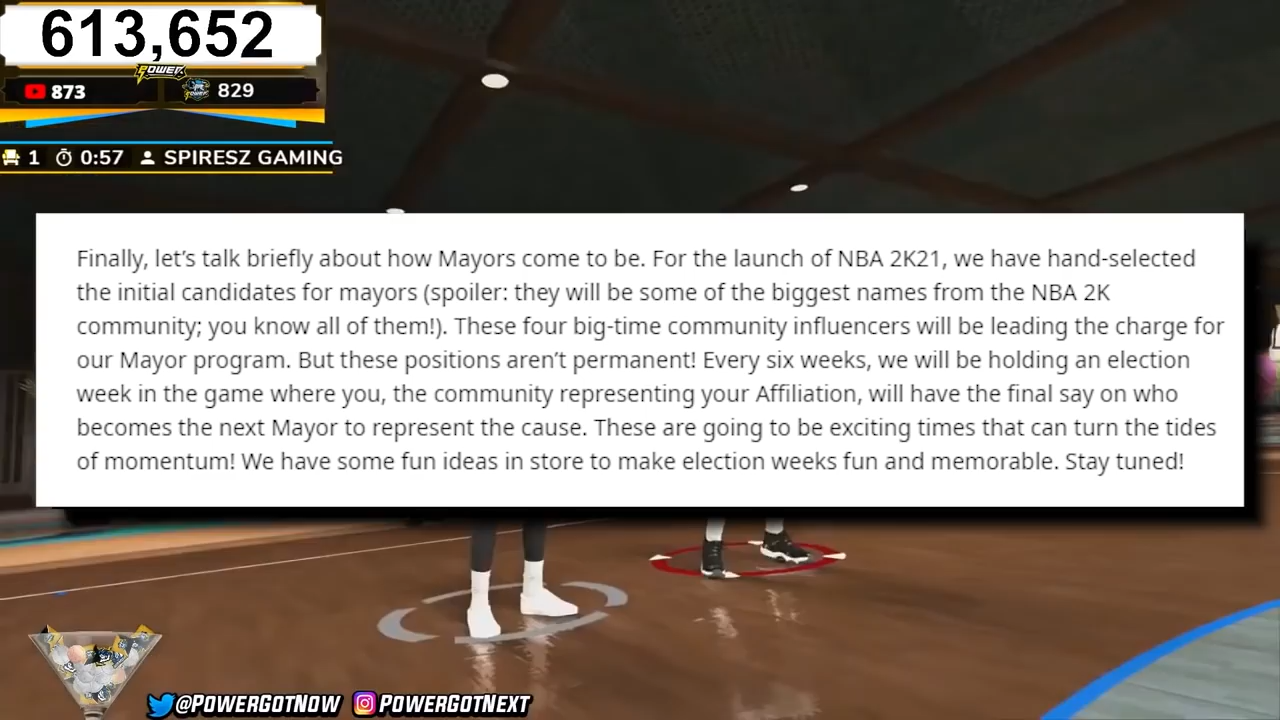 613,652
POWER
873
829
1 0:57 SPIRESZ GAMING
Finally, let’s talk briefly about how Mayors come to be. For the launch of NBA 2K21, we have hand-selected
the initial candidates for mayors (spoiler: they will be some of the biggest names from the NBA 2K
community; you know all of them!). These four big-time community influencers will be leading the charge for
our Mayor program. But these positions aren’t permanent! Every six weeks, we will be holding an election
week in the game where you, the community representing your Affiliation, will have the final say on who
becomes the next Mayor to represent the cause. These are going to be exciting times that can turn the tides
of momentum! We have some fun ideas in store to make election weeks fun and memorable. Stay tuned!
@POWERGOTNOW POWERGOTNEXT